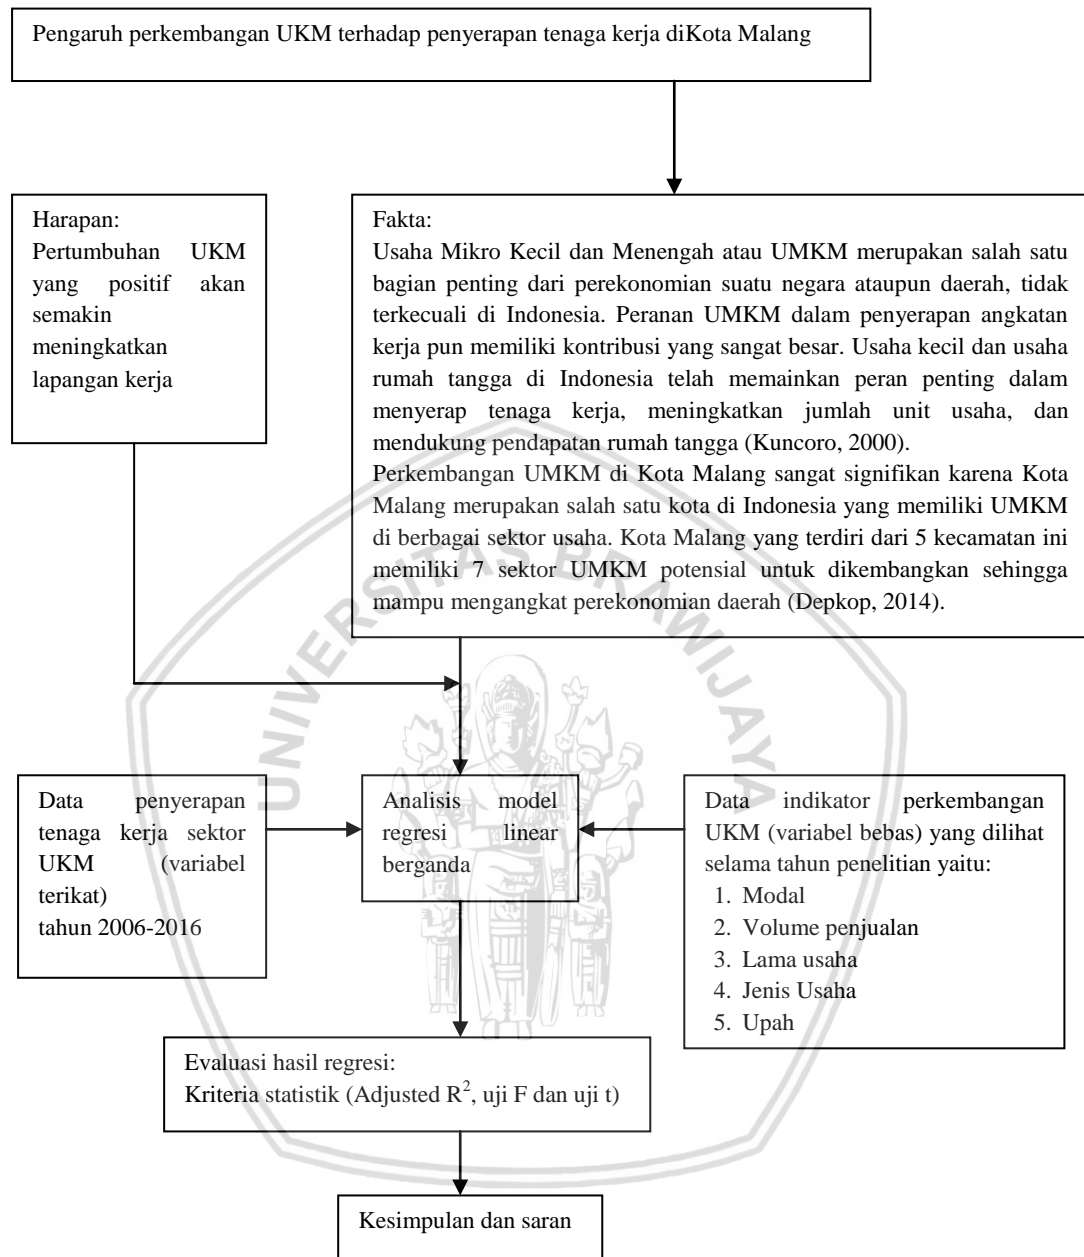 Pengaruh perkembangan UKM terhadap penyerapan tenaga kerja diKota Malang
Harapan:
Pertumbuhan UKM
yang positif akan
semakin
meningkatkan
lapangan kerja
Fakta:
Usaha Mikro Kecil dan Menengah atau UMKM merupakan salah satu
bagian penting dari perekonomian suatu negara ataupun daerah, tidak
terkecuali di Indonesia. Peranan UMKM dalam penyerapan angkatan
kerja pun memiliki kontribusi yang sangat besar. Usaha kecil dan usaha
rumah tangga di Indonesia telah memainkan peran penting dalam
menyerap tenaga kerja, meningkatkan jumlah unit usaha, dan
mendukung pendapatan rumah tangga (Kuncoro, 2000).
Perkembangan UMKM di Kota Malang sangat signifikan karena Kota
Malang merupakan salah satu kota di Indonesia yang memiliki UMKM
di berbagai sektor usaha. Kota Malang yang terdiri dari 5 kecamatan ini
memiliki 7 sektor UMKM potensial untuk dikembangkan sehingga
mampu mengangkat perekonomian daerah (Depkop, 2014).
UNIVERSITAS BRAWIJAYA
Data penyerapan
tenaga kerja sektor
UKM (variabel
terikat)
tahun 2006-2016
Analisis model
regresi linear
berganda
Data indikator perkembangan
UKM (variabel bebas) yang dilihat
selama tahun penelitian yaitu:
1. Modal
2. Volume penjualan
3. Lama usaha
4. Jenis Usaha
5. Upah
Evaluasi hasil regresi:
Kriteria statistik (Adjusted R², uji F dan uji t)
Kesimpulan dan saran